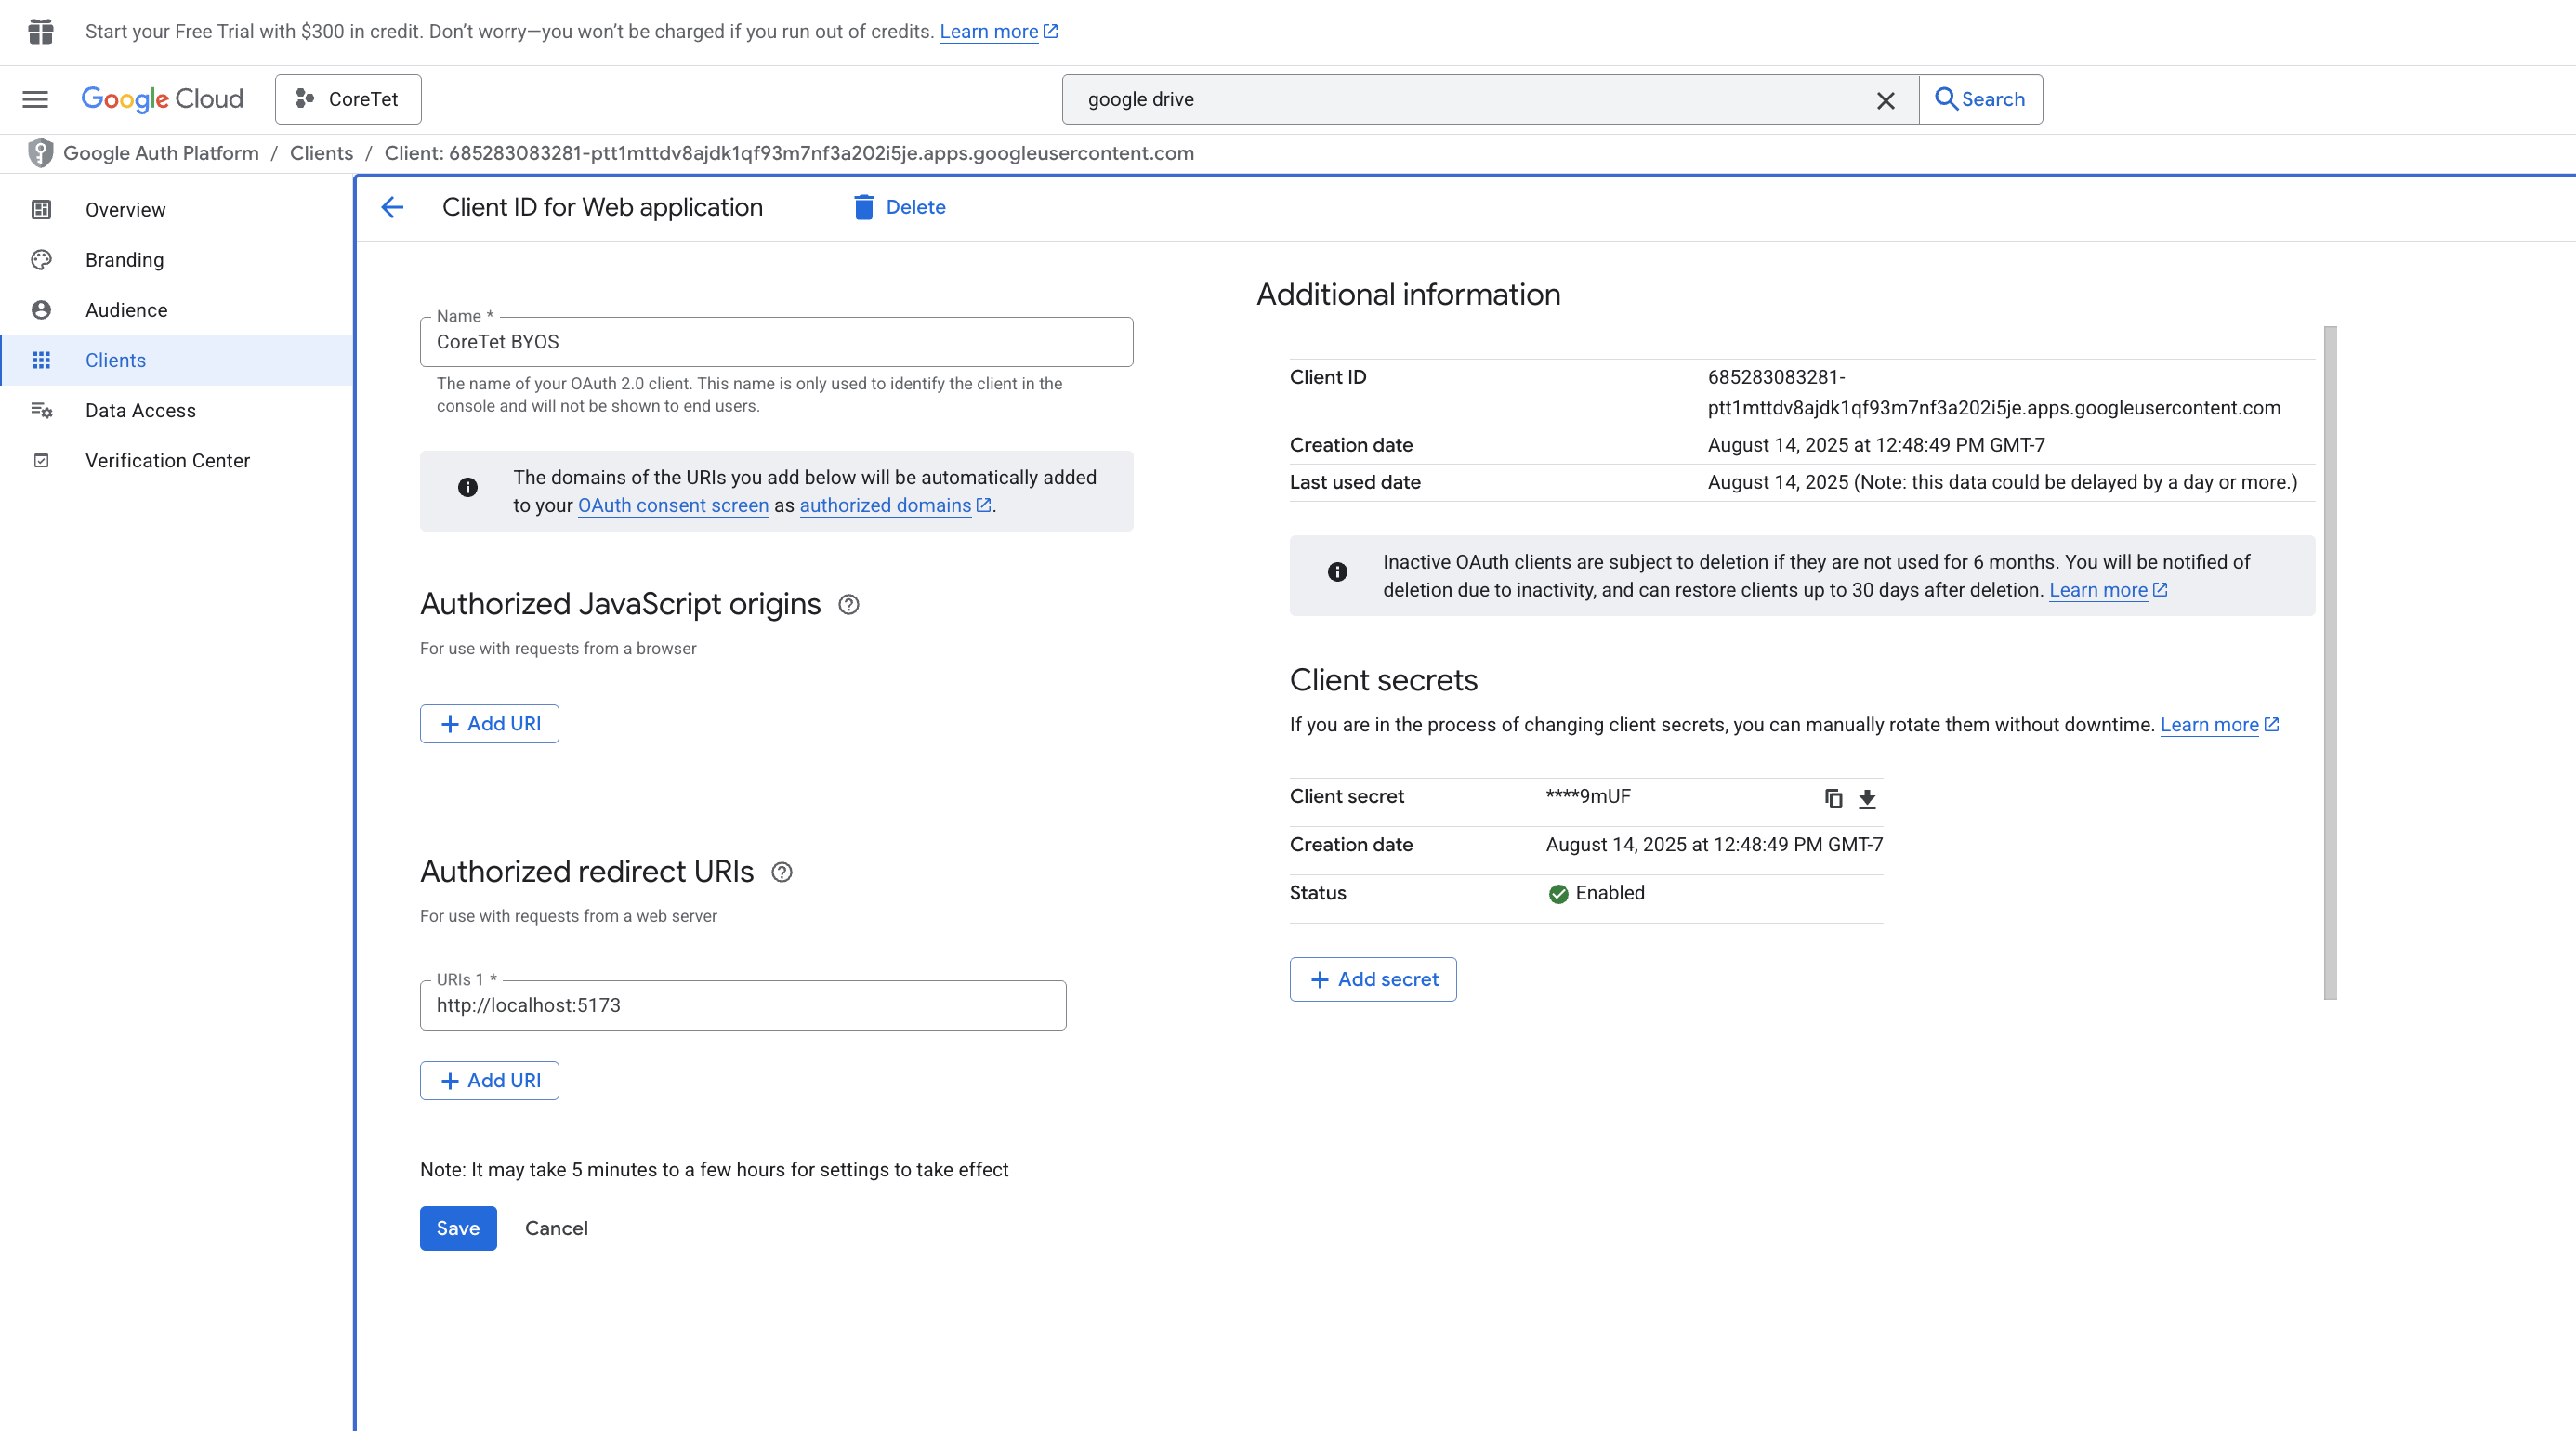 Start your Free Trial with $300 in credit. Don’t worry—you won’t be charged if you run out of credits. Learn more
Google Cloud
CoreTet
google drive
Search
Google Auth Platform / Clients / Client: 685283083281-ptt1mttdv8ajdk1qf93m7nf3a202i5je.apps.googleusercontent.com
Overview
Branding
Audience
Clients
Data Access
Verification Center
Client ID for Web application
Delete
Name *
CoreTet BYOS
The name of your OAuth 2.0 client. This name is only used to identify the client in the
console and will not be shown to end users.
The domains of the URIs you add below will be automatically added
to your OAuth consent screen as authorized domains.
Authorized JavaScript origins
For use with requests from a browser
Add URI
Authorized redirect URIs
For use with requests from a web server
URIs 1 *
http://localhost:5173
Add URI
Note: It may take 5 minutes to a few hours for settings to take effect
Save
Cancel
Additional information
Client ID
685283083281-
ptt1mttdv8ajdk1qf93m7nf3a202i5je.apps.googleusercontent.com
Creation date
August 14, 2025 at 12:48:49 PM GMT-7
Last used date
August 14, 2025 (Note: this data could be delayed by a day or more.)
Inactive OAuth clients are subject to deletion if they are not used for 6 months. You will be notified of
deletion due to inactivity, and can restore clients up to 30 days after deletion. Learn more
Client secrets
If you are in the process of changing client secrets, you can manually rotate them without downtime. Learn more
Client secret
****9mUF
Creation date
August 14, 2025 at 12:48:49 PM GMT-7
Status
Enabled
Add secret